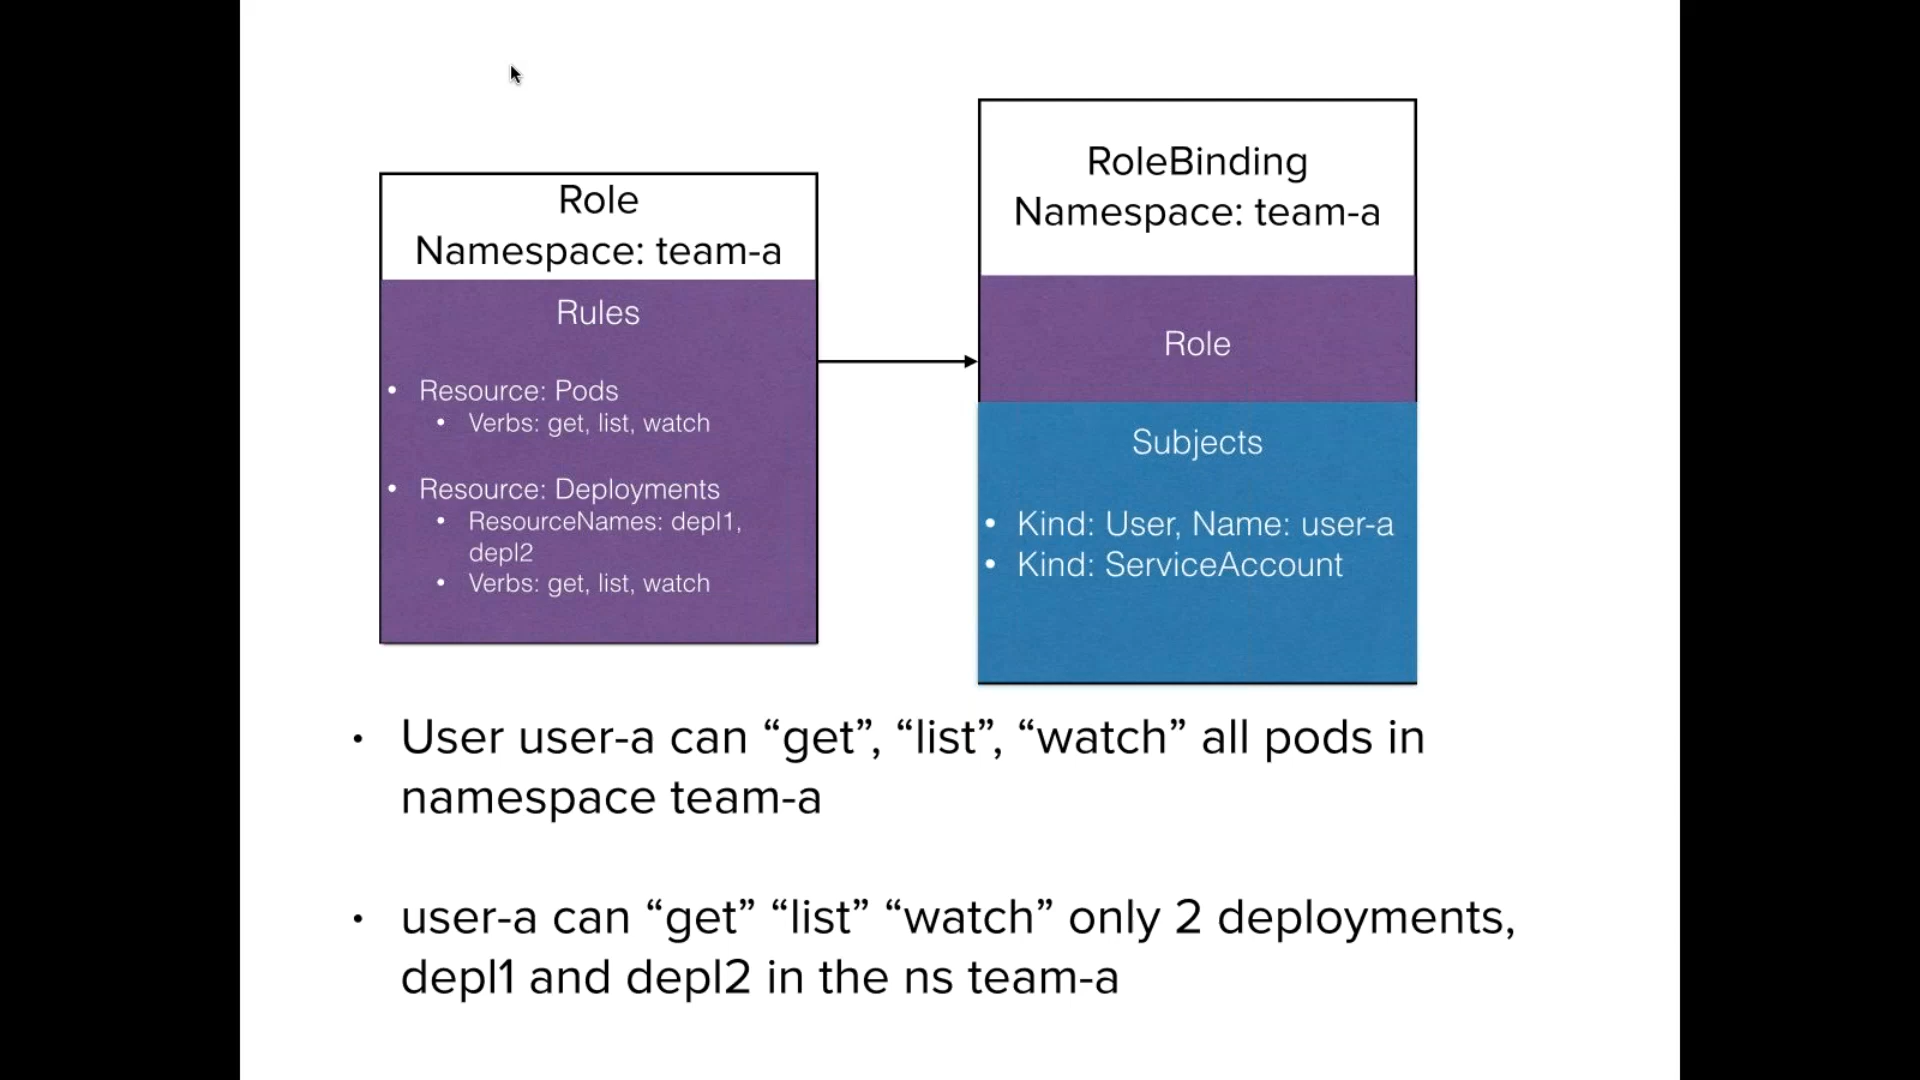 Role
Namespace: team-a
Rules
• Resource: Pods
• Verbs: get, list, watch
• Resource: Deployments
• ResourceNames: depl1,
depl2
• Verbs: get, list, watch
RoleBinding
Namespace: team-a
Role
Subjects
• Kind: User, Name: user-a
• Kind: ServiceAccount
• User user-a can “get”, “list”, “watch” all pods in
namespace team-a
• user-a can “get” “list” “watch” only 2 deployments,
depl1 and depl2 in the ns team-a